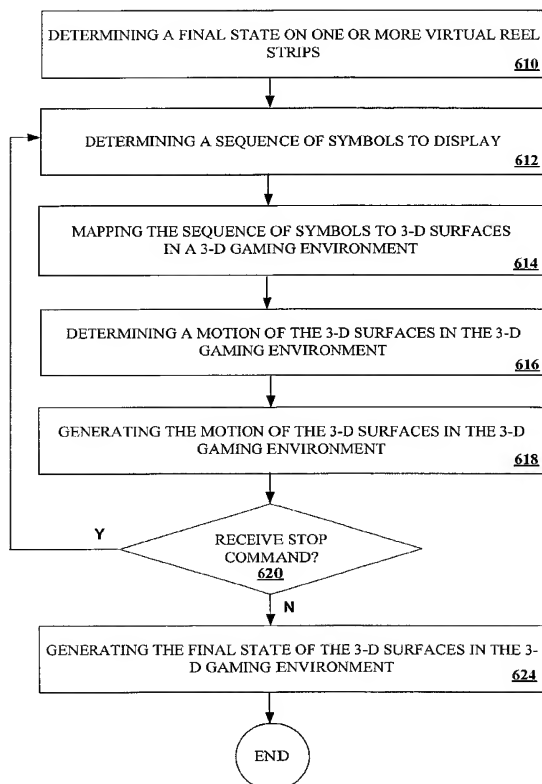 DETERMINING A FINAL STATE ON ONE OR MORE VIRTUAL REEL
STRIPS
610
DETERMINING A SEQUENCE OF SYMBOLS TO DISPLAY
612
MAPPING THE SEQUENCE OF SYMBOLS TO 3-D SURFACES
IN A 3-D GAMING ENVIRONMENT
614
DETERMINING A MOTION OF THE 3-D SURFACES IN THE 3-D
GAMING ENVIRONMENT
616
GENERATING THE MOTION OF THE 3-D SURFACES IN THE 3-D
GAMING ENVIRONMENT
618
Y
RECEIVE STOP
COMMAND?
620
N
GENERATING THE FINAL STATE OF THE 3-D SURFACES IN THE 3-
D GAMING ENVIRONMENT
624
END